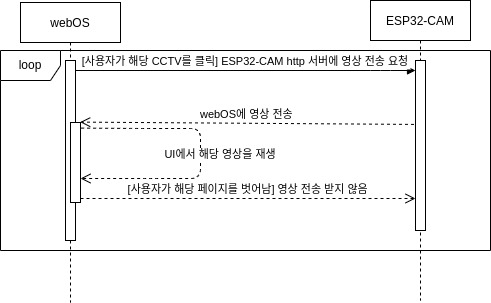 webOS
ESP32-CAM
loop
[사용자가 해당 CCTV를 클릭] ESP32-CAM http 서버에 영상 전송 요청
webOS에 영상 전송
UI에서 해당 영상을 재생
[사용자가 해당 페이지를 벗어남] 영상 전송 받지 않음